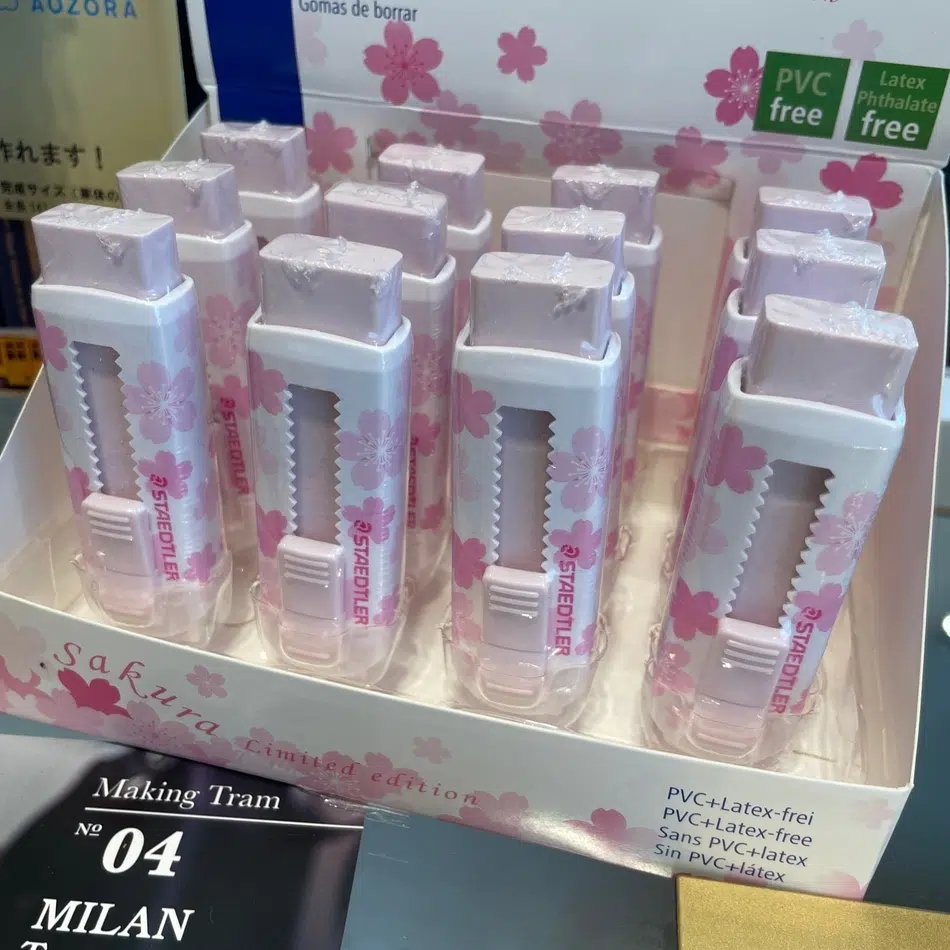 AOZORA
Gomas de borrar
PVC
free
Latex
Phthalate
free
作れます！
STAEDTLER
STAEDTLER
STAEDTLER
STAEDTLER
STAEDTLER
STAEDTLER
Sakura Limited edition
PVC+Latex-frei
PVC+Latex-free
Sans PVC+latex
Sin PVC+látex
Making Tram
Nº
04
MILAN